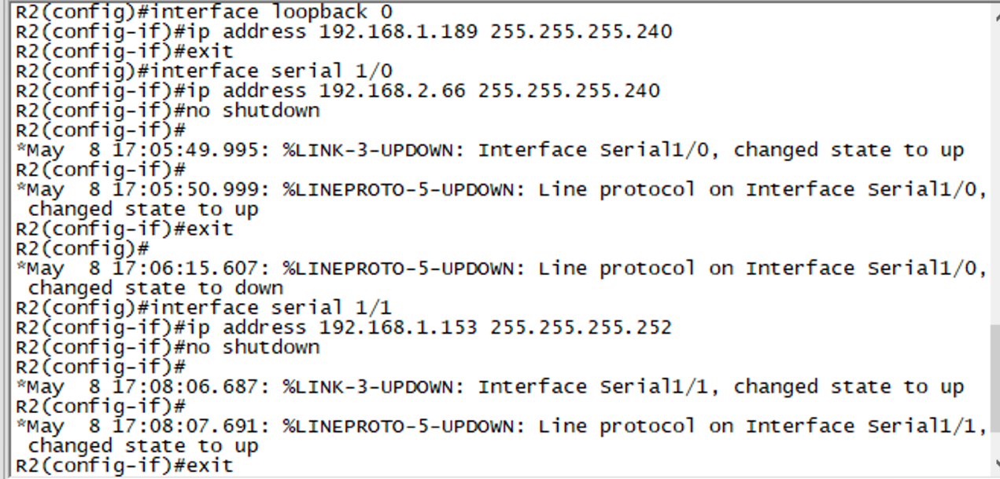 R2(config)#interface loopback 0
R2(config-if)#ip address 192.168.1.189 255.255.255.240
R2(config-if)#exit
R2(config)#interface serial 1/0
R2(config-if)#ip address 192.168.2.66 255.255.255.240
R2(config-if)#no shutdown
R2(config-if)#
*May  8 17:05:49.995: %LINK-3-UPDOWN: Interface Serial1/0, changed state to up
R2(config-if)#
*May  8 17:05:50.999: %LINEPROTO-5-UPDOWN: Line protocol on Interface Serial1/0,
 changed state to up
R2(config-if)#exit
R2(config)#
*May  8 17:06:15.607: %LINEPROTO-5-UPDOWN: Line protocol on Interface Serial1/0,
 changed state to down
R2(config)#interface serial 1/1
R2(config-if)#ip address 192.168.1.153 255.255.255.252
R2(config-if)#no shutdown
R2(config-if)#
*May  8 17:08:06.687: %LINK-3-UPDOWN: Interface Serial1/1, changed state to up
R2(config-if)#
*May  8 17:08:07.691: %LINEPROTO-5-UPDOWN: Line protocol on Interface Serial1/1,
 changed state to up
R2(config-if)#exit